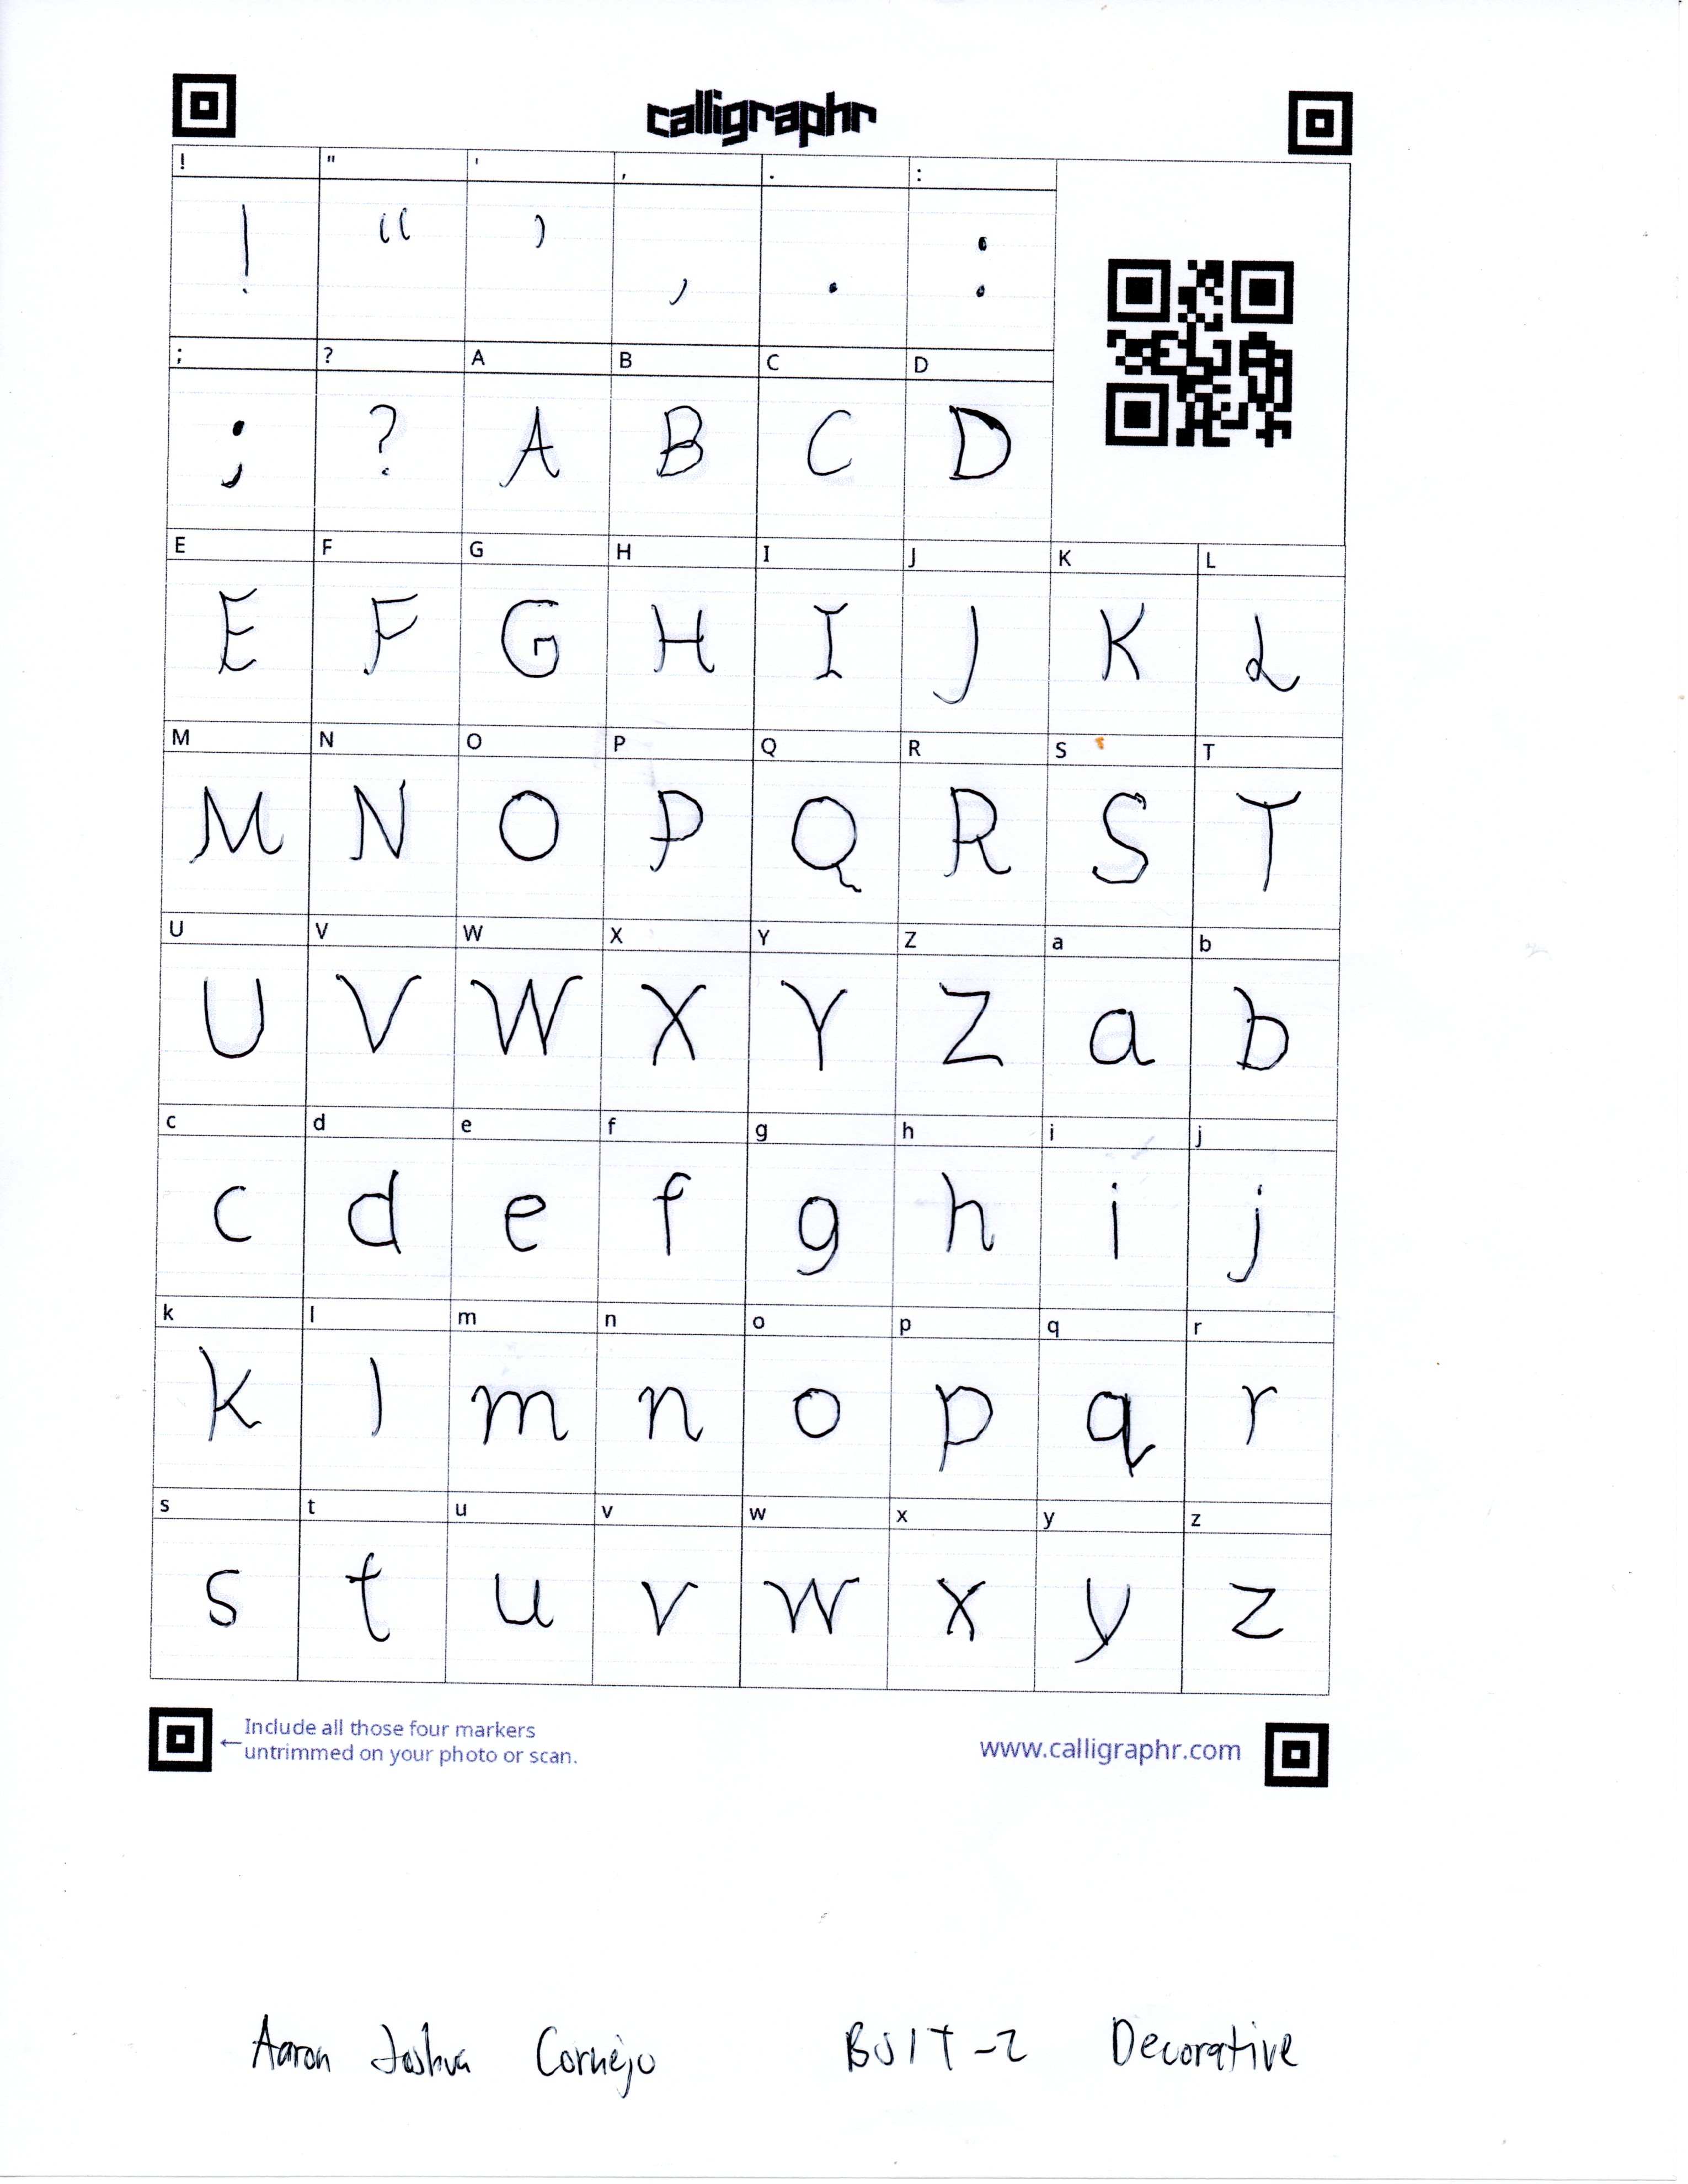 calligraphr
! " ' , . :
! “ ’ , . :
; ? A B C D
; ? A B C D
E F G H I J K L
E F G H I J K L
M N O P Q R S T
M N O P Q R S T
U V W X Y Z a b
U V W X Y Z a b
c d e f g h i j
c d e f g h i j
k l m n o p q r
k l m n o p q r
s t u v w x y z
s t u v w x y z
Include all those four markers
← untrimmed on your photo or scan.
www.calligraphr.com
Aaron Joshua Cornejo BSIT-2 Decorative